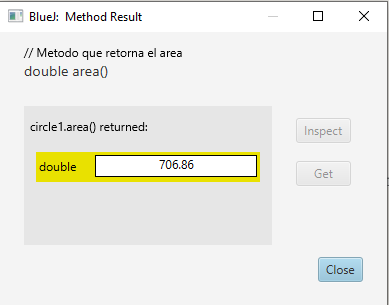 BlueJ: Method Result
// Metodo que retorna el area
double area()
circle1.area() returned:
Inspect
double 706.86
Get
Close